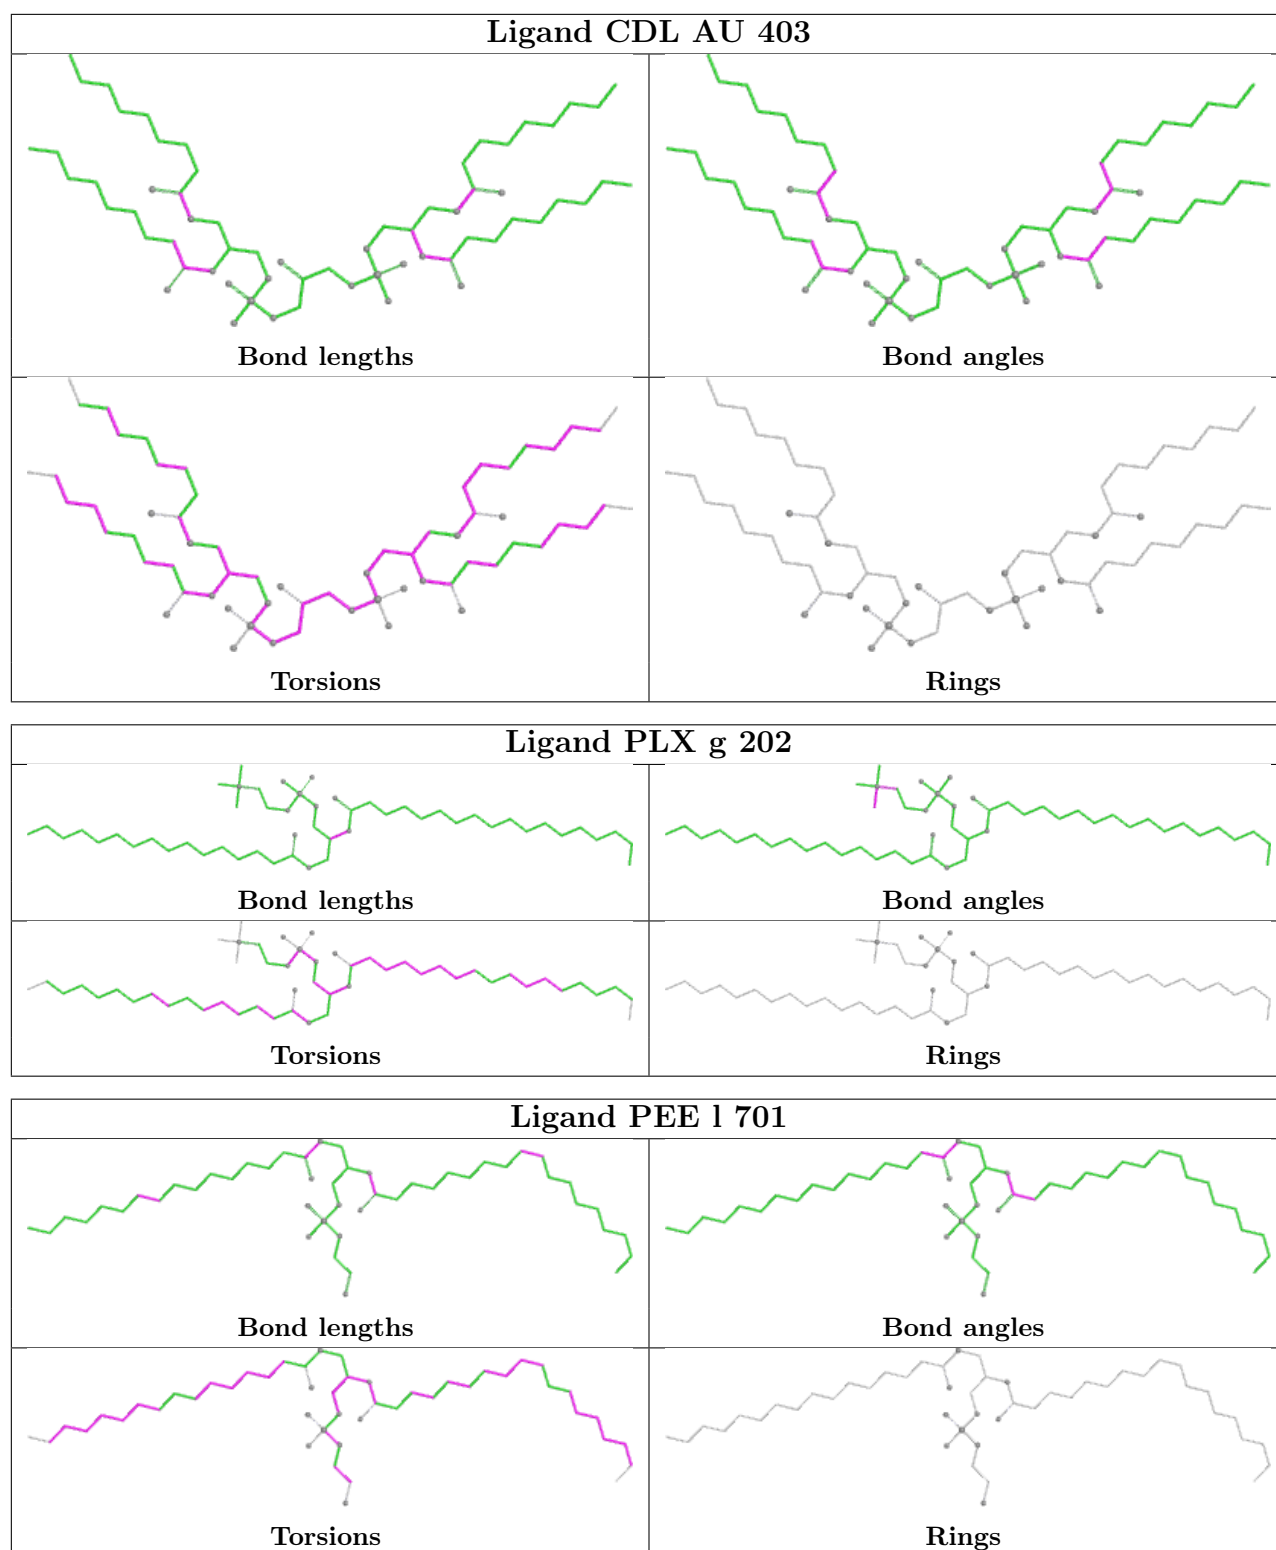 Ligand CDL AU 403
Bond lengths
Bond angles
Torsions
Rings
Ligand PLX g 202
Bond lengths
Bond angles
Torsions
Rings
Ligand PEE l 701
Bond lengths
Bond angles
Torsions
Rings